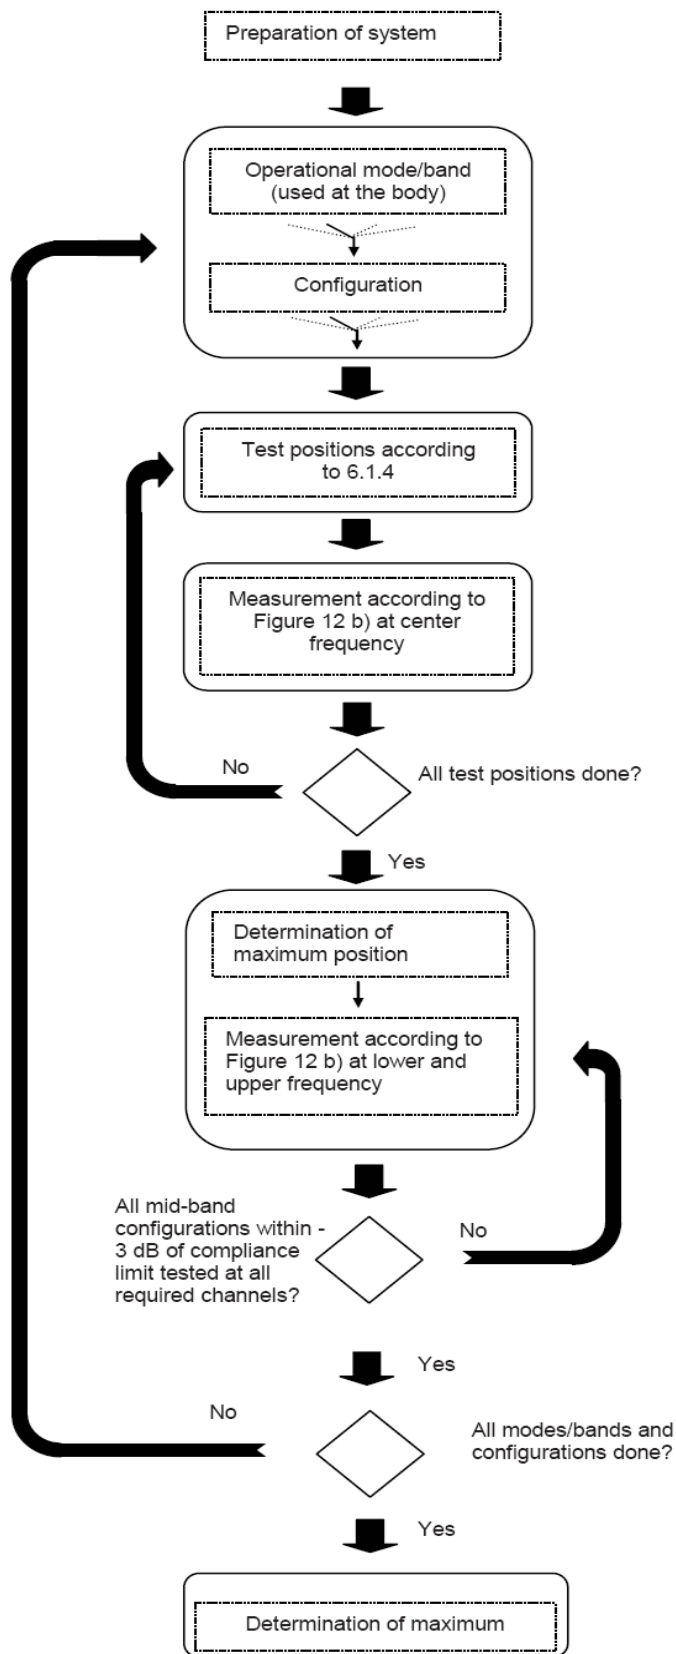 Preparation of system
Operational mode/band
(used at the body)
Configuration
Test positions according
to 6.1.4
Measurement according to
Figure 12 b) at center
frequency
No
All test positions done?
Yes
Determination of
maximum position
Measurement according to
Figure 12 b) at lower and
upper frequency
All mid-band
configurations within -
3 dB of compliance
limit tested at all
required channels?
No
Yes
No
All modes/bands and
configurations done?
Yes
Determination of maximum